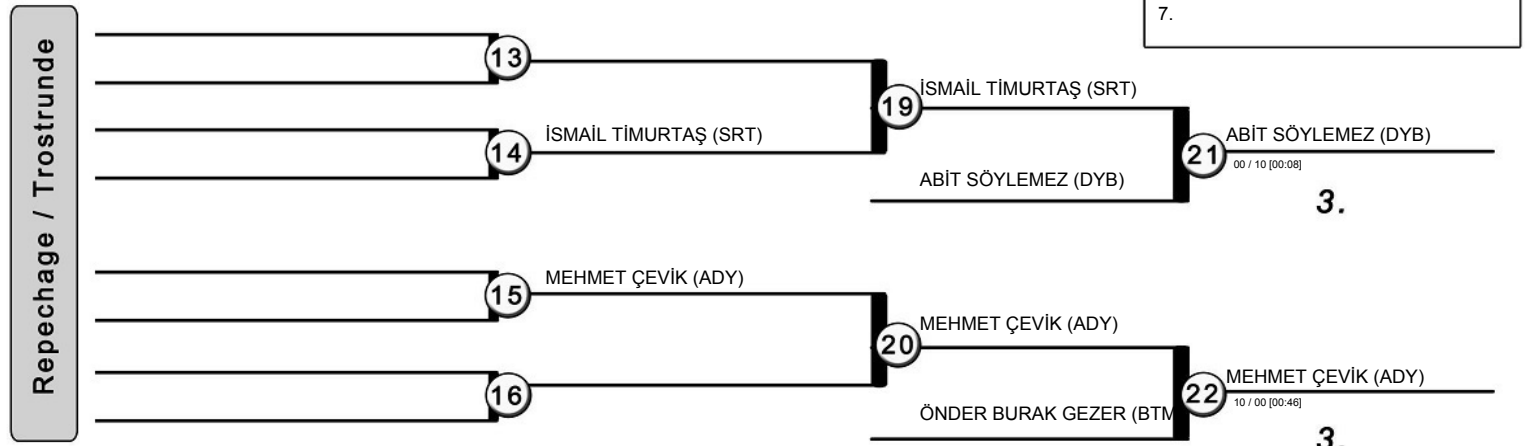 7.
Repechage / Trostrunde
13
İSMAİL TİMURTAŞ (SRT)
19
14
İSMAİL TİMURTAŞ (SRT)
ABİT SÖYLEMEZ (DYB)
21
00 / 10 [00:08]
ABİT SÖYLEMEZ (DYB)
3.
MEHMET ÇEVİK (ADY)
15
MEHMET ÇEVİK (ADY)
20
MEHMET ÇEVİK (ADY)
22
10 / 00 [00:46]
16
ÖNDER BURAK GEZER (BTM
3.